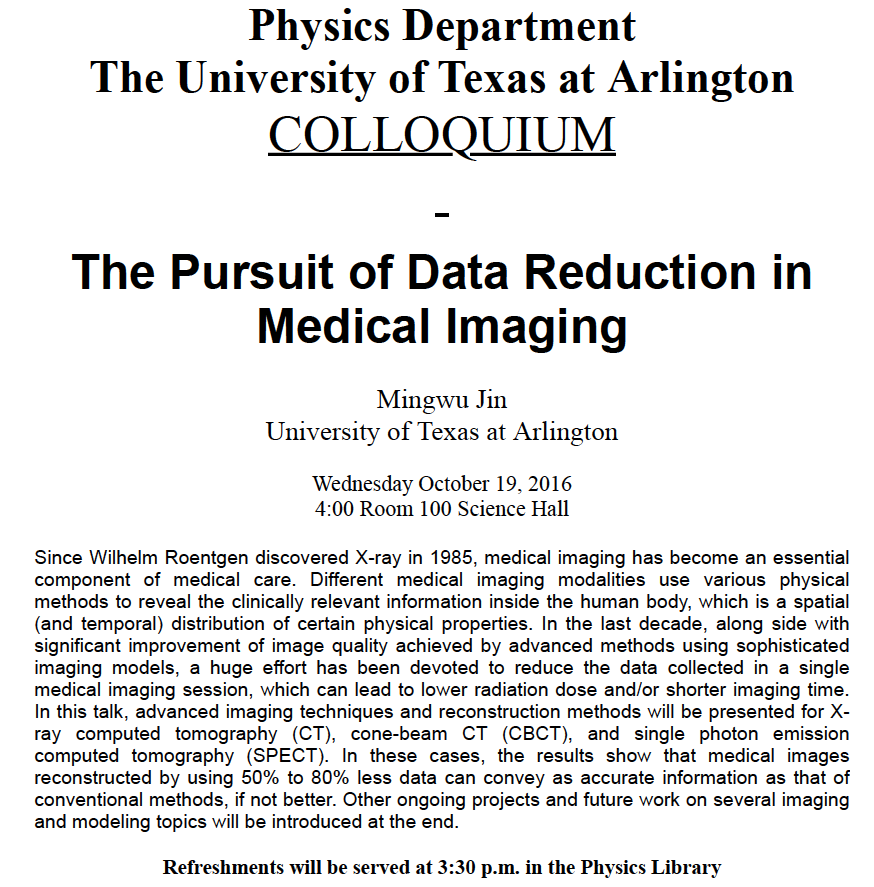 Physics Department
The University of Texas at Arlington
COLLOQUIUM
-
The Pursuit of Data Reduction in
Medical Imaging
Mingwu Jin
University of Texas at Arlington
Wednesday October 19, 2016
4:00 Room 100 Science Hall
Since Wilhelm Roentgen discovered X-ray in 1985, medical imaging has become an essential
component of medical care. Different medical imaging modalities use various physical
methods to reveal the clinically relevant information inside the human body, which is a spatial
(and temporal) distribution of certain physical properties. In the last decade, along side with
significant improvement of image quality achieved by advanced methods using sophisticated
imaging models, a huge effort has been devoted to reduce the data collected in a single
medical imaging session, which can lead to lower radiation dose and/or shorter imaging time.
In this talk, advanced imaging techniques and reconstruction methods will be presented for X-
ray computed tomography (CT), cone-beam CT (CBCT), and single photon emission
computed tomography (SPECT). In these cases, the results show that medical images
reconstructed by using 50% to 80% less data can convey as accurate information as that of
conventional methods, if not better. Other ongoing projects and future work on several imaging
and modeling topics will be introduced at the end.
Refreshments will be served at 3:30 p.m. in the Physics Library